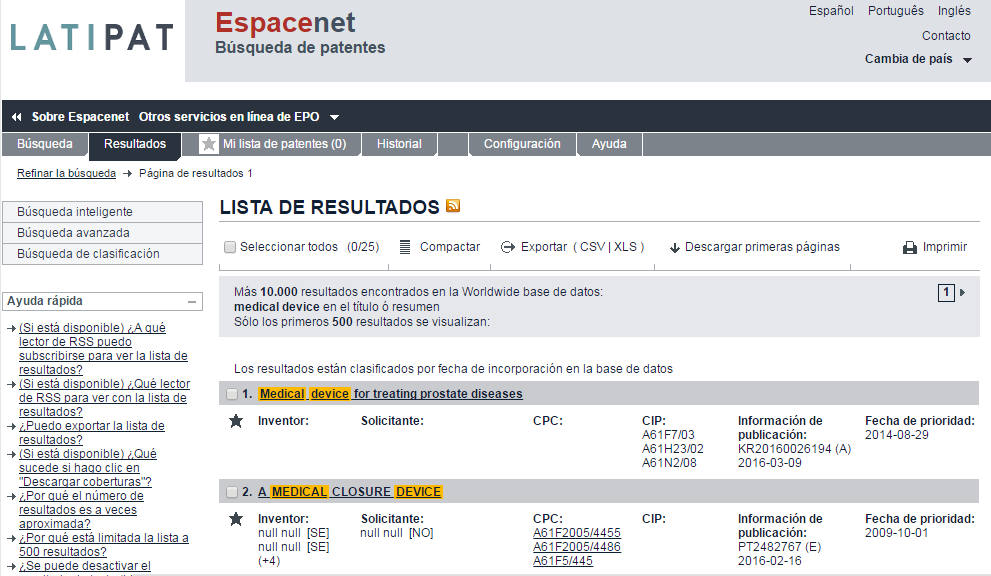 LATIPAT
Espacenet
Búsqueda de patentes
Español Português Inglés
Contacto
Cambia de país
Sobre Espacenet Otros servicios en línea de EPO
Búsqueda Resultados Mi lista de patentes (0) Historial Configuración Ayuda
Refinar la búsqueda → Página de resultados 1
Búsqueda inteligente
Búsqueda avanzada
Búsqueda de clasificación
Ayuda rápida
→ (Si está disponible) ¿A qué
lector de RSS puedo
subscribirse para ver la lista de
resultados?
→ (Si está disponible) ¿Qué lector
de RSS para ver con la lista de
resultados?
→ ¿Puedo exportar la lista de
resultados?
→ (Si está disponible) ¿Qué
sucede si hago clic en
"Descargar coberturas"?
→ ¿Por qué el número de
resultados es a veces
aproximada?
→ ¿Por qué está limitada la lista a
500 resultados?
→ ¿Se puede desactivar el
LISTA DE RESULTADOS
Seleccionar todos (0/25) Compactar Exportar ( CSV | XLS ) Descargar primeras páginas Imprimir
Más 10.000 resultados encontrados en la Worldwide base de datos:
medical device en el título ó resumen
Sólo los primeros 500 resultados se visualizan:
1
Los resultados están clasificados por fecha de incorporación en la base de datos
1. Medical device for treating prostate diseases
Inventor: Solicitante: CPC:
CIP:
A61F7/03
A61H23/02
A61N2/08
Información de
publicación:
KR20160026194 (A)
2016-03-09
Fecha de prioridad:
2014-08-29
2. A MEDICAL CLOSURE DEVICE
Inventor:
null null [SE]
null null [SE]
(+4)
Solicitante:
null null [NO]
CPC:
A61F2005/4455
A61F2005/4486
A61F5/445
CIP:
Información de
publicación:
PT2482767 (E)
2016-02-16
Fecha de prioridad:
2009-10-01